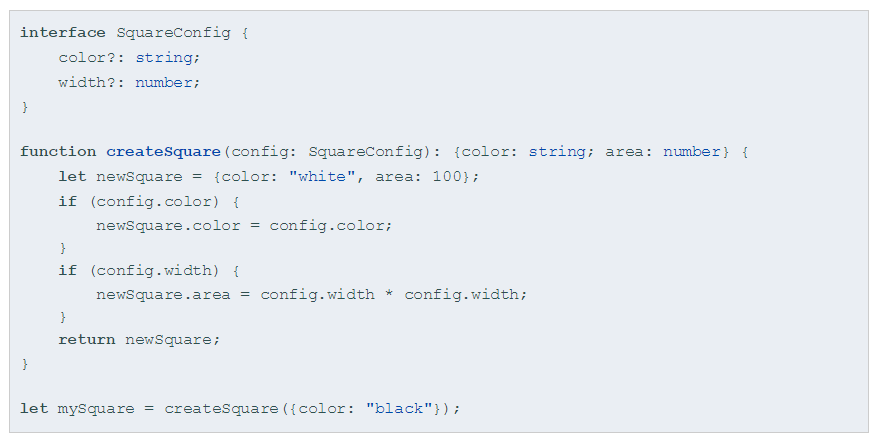 interface SquareConfig {
    color?: string;
    width?: number;
}

function createSquare(config: SquareConfig): {color: string; area: number} {
    let newSquare = {color: "white", area: 100};
    if (config.color) {
        newSquare.color = config.color;
    }
    if (config.width) {
        newSquare.area = config.width * config.width;
    }
    return newSquare;
}

let mySquare = createSquare({color: "black"});